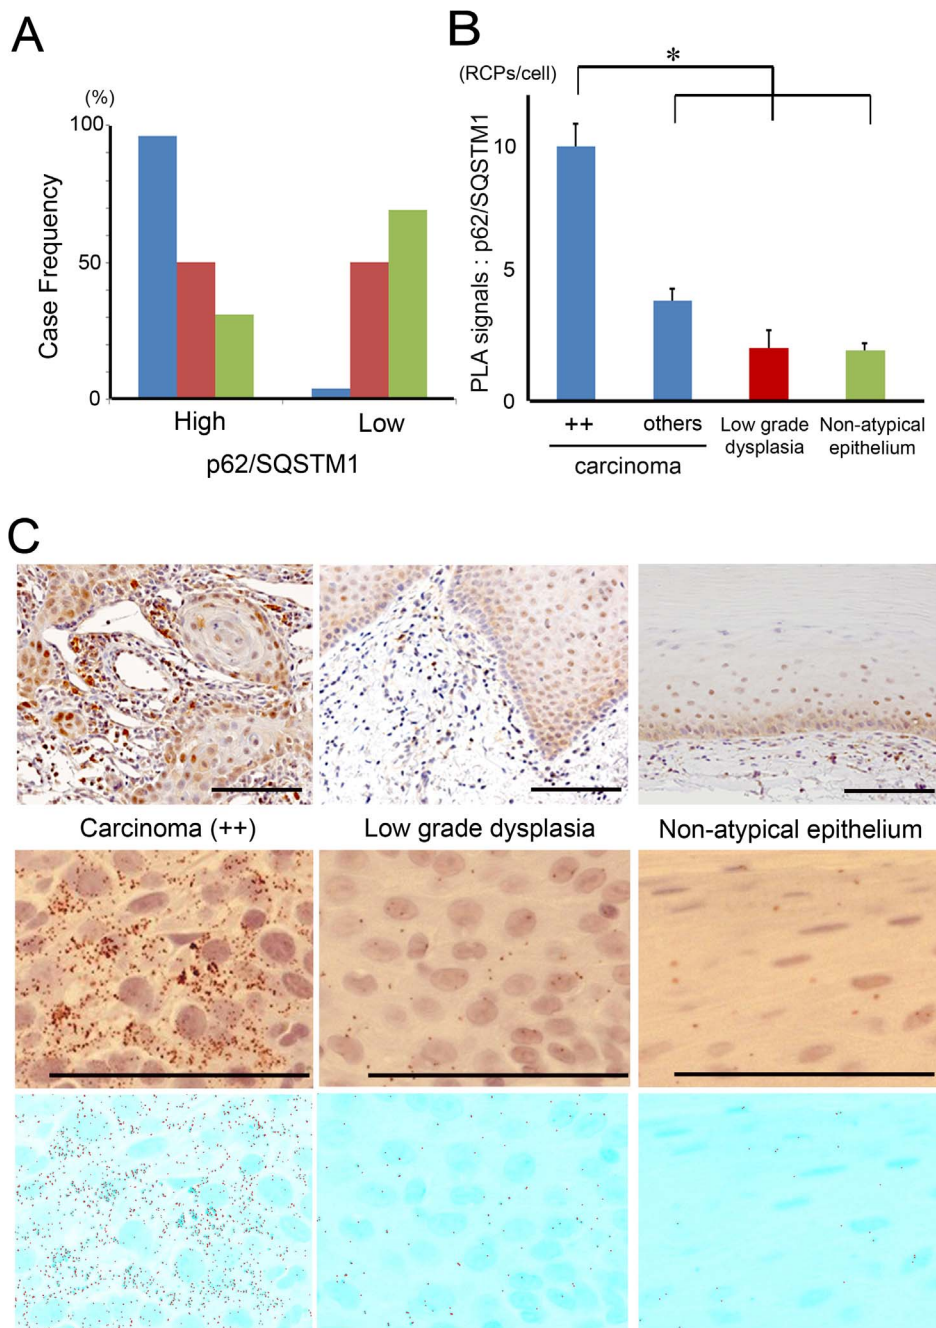 A
(%)
100
50
0
Case Frequency
High
Low
p62/SQSTM1
B
(RCPs/cell)
*
10
5
0
PLA signals : p62/SQSTM1
++
others
carcinoma
Low grade
dysplasia
Non-atypical
epithelium
C
Carcinoma (++)
Low grade dysplasia
Non-atypical epithelium